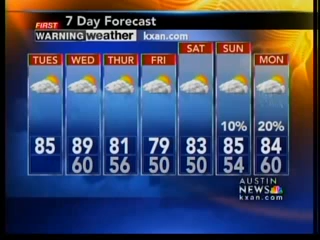 FIRST 7 Day Forecast
WARNING weather kxan.com
TUES WED THUR FRI SAT SUN MON
10% 20%
85 89 81 79 83 85 84
60 56 50 50 54 60
AUSTIN
NEWS
kxan.com